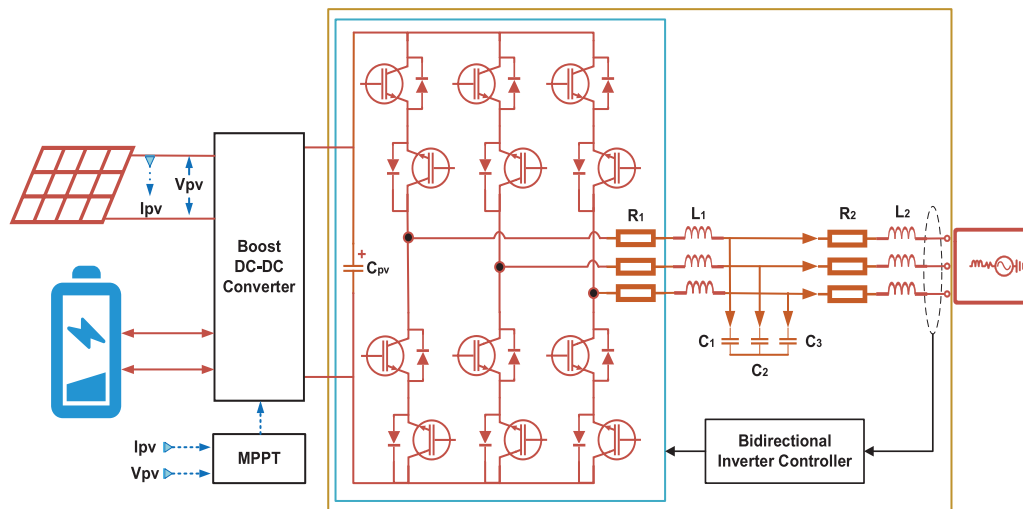 Ipv
Vpv
Boost
DC-DC
Converter
+
Cpv
R1
L1
R2
L2
C1
C2
C3
Ipv
Vpv
MPPT
Bidirectional
Inverter Controller